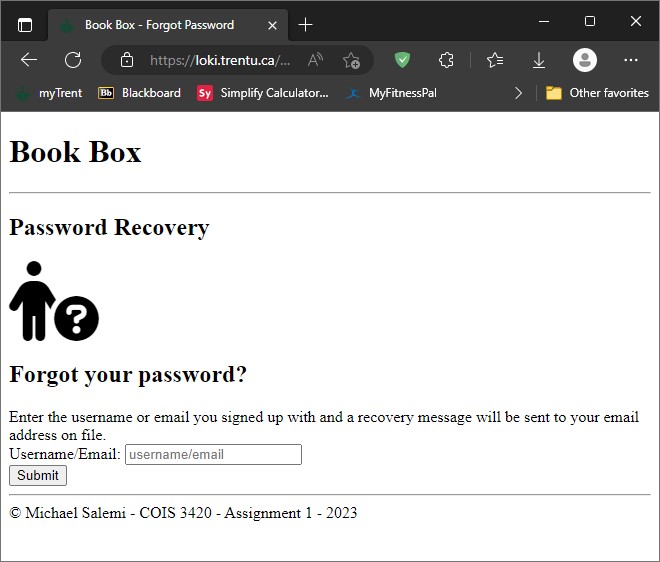 Book Box - Forgot Password
https://loki.trentu.ca/...
myTrent Bb Blackboard Sy Simplify Calculator... MyFitnessPal Other favorites
Book Box
Password Recovery
?
Forgot your password?
Enter the username or email you signed up with and a recovery message will be sent to your email
address on file.
Username/Email: username/email
Submit
© Michael Salemi - COIS 3420 - Assignment 1 - 2023